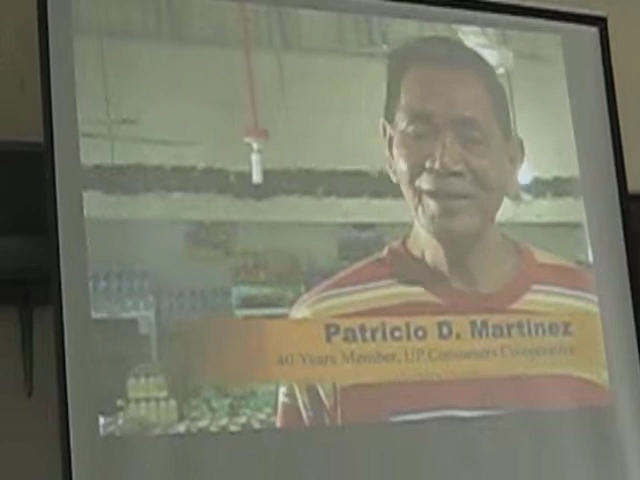 Patricio D. Martinez
40 Years Member, UP Consumers Cooperative